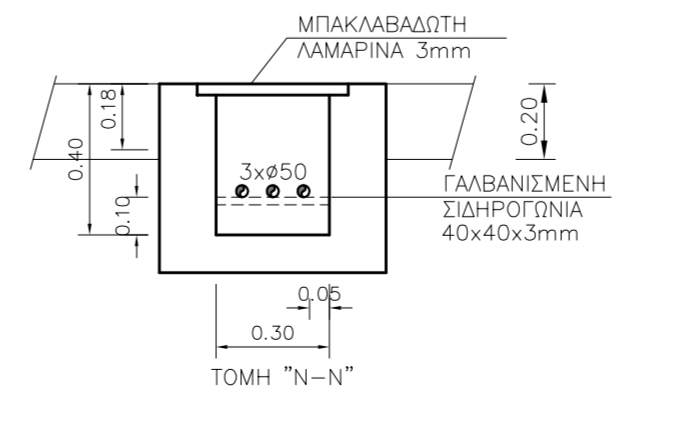 ΜΠΑΚΛΑΒΑΔΩΤΗ
ΛΑΜΑΡΙΝΑ 3mm
0.18
0.20
0.40
3xø50
ΓΑΛΒΑΝΙΣΜΕΝΗ
ΣΙΔΗΡΟΓΩΝΙΑ
40x40x3mm
0.10
0.05
0.30
ΤΟΜΗ "Ν-Ν"